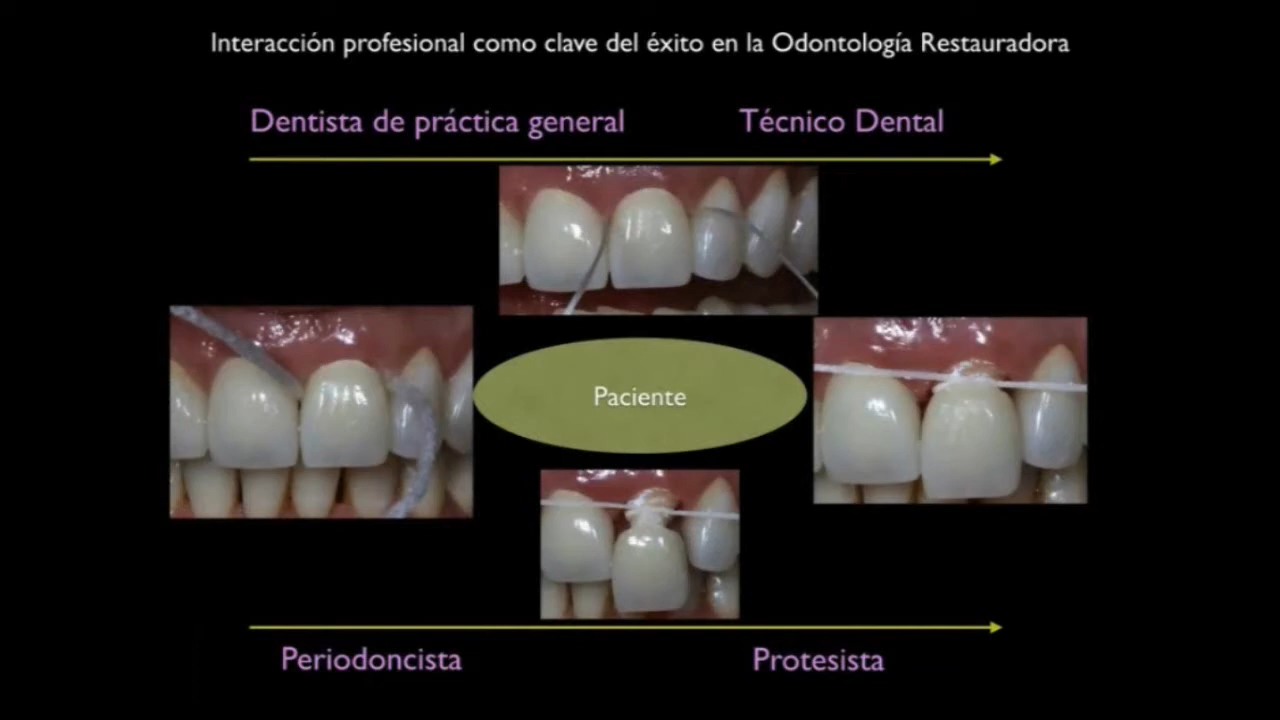 Interacción profesional como clave del éxito en la Odontología Restauradora
Dentista de práctica general
Técnico Dental
Paciente
Periodoncista
Protesista